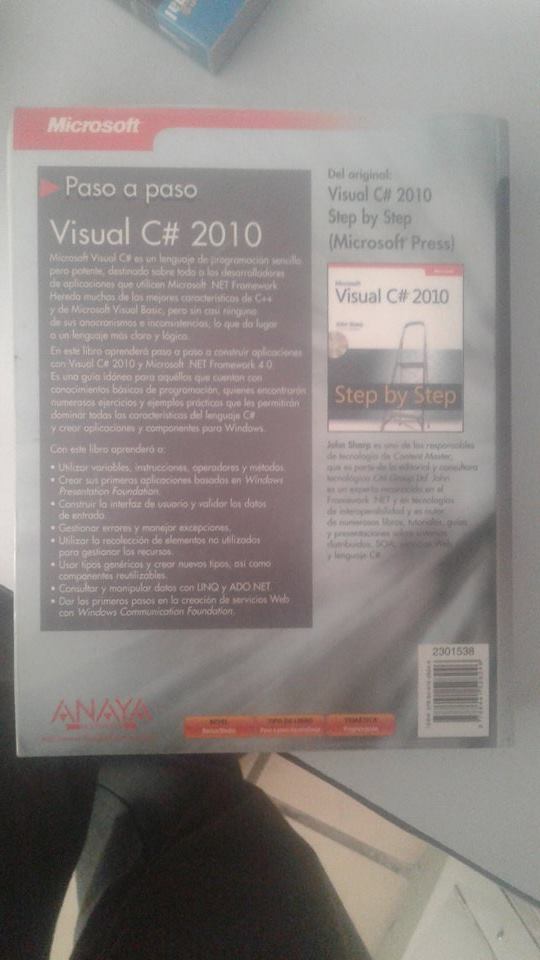 Microsoft
Paso a paso
Visual C# 2010
Microsoft Visual C# es un lenguaje de programación sencillo
pero potente, destinado sobre todo a los desarrolladores
de aplicaciones que utilicen Microsoft .NET Framework.
Hereda muchas de las mejores características de C++
y de Microsoft Visual Basic, pero sin casi ninguno
de sus anacronismos e inconsistencias, lo que da lugar
a un lenguaje más claro y lógico.
En este libro aprenderá paso a paso a construir aplicaciones
con Visual C# 2010 y Microsoft .NET Framework 4.0.
Es una guía idónea para aquéllos que cuentan con
conocimientos básicos de programación, quienes encontrarán
numerosos ejercicios y ejemplos prácticos que les permitirán
dominar todas las características del lenguaje C#
y crear aplicaciones y componentes para Windows.
Con este libro aprenderá a:
• Utilizar variables, instrucciones, operadores y métodos.
• Crear sus primeras aplicaciones basadas en Windows
Presentation Foundation.
• Construir la interfaz de usuario y validar los datos
de entrada.
• Gestionar errores y manejar excepciones.
• Utilizar la recolección de elementos no utilizados
para gestionar los recursos.
• Usar tipos genéricos y crear nuevos tipos, así como
componentes reutilizables.
• Consultar y manipular datos con LINQ y ADO.NET.
• Dar los primeros pasos en la creación de servicios Web
con Windows Communication Foundation.
Del original:
Visual C# 2010
Step by Step
(Microsoft Press)
Microsoft
Visual C# 2010
John Sharp
Step by Step
John Sharp es uno de los responsables
de tecnología de Content Master,
que es parte de la editorial y consultora
tecnológica CM Group Ltd. John
es un experto reconocido en el
Framework .NET y en tecnologías
de interoperabilidad y es autor
de numerosos libros, tutoriales, guías
y presentaciones sobre sistemas
distribuidos, SOA, servicios Web
y lenguaje C#.
2301538
ANAYA
NIVEL
TIPO DE LIBRO
TEMÁTICA
Programación